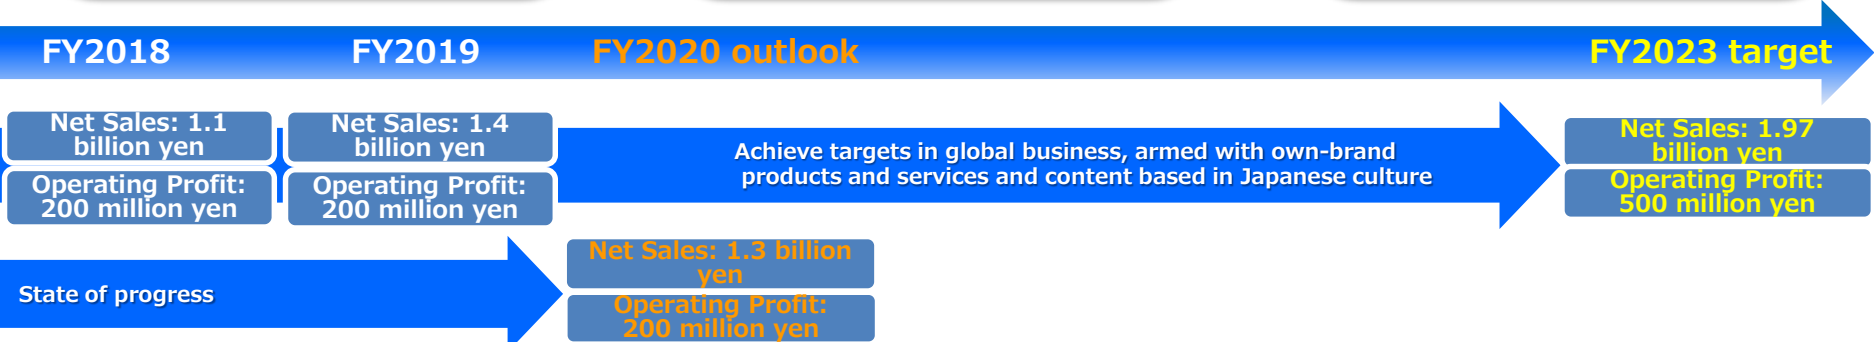 FY2018 FY2019 FY2020 outlook FY2023 target
Net Sales: 1.1
billion yen
Operating Profit:
200 million yen
Net Sales: 1.4
billion yen
Operating Profit:
200 million yen
Achieve targets in global business, armed with own-brand
products and services and content based in Japanese culture
Net Sales: 1.97
billion yen
Operating Profit:
500 million yen
State of progress
Net Sales: 1.3 billion
yen
Operating Profit:
200 million yen